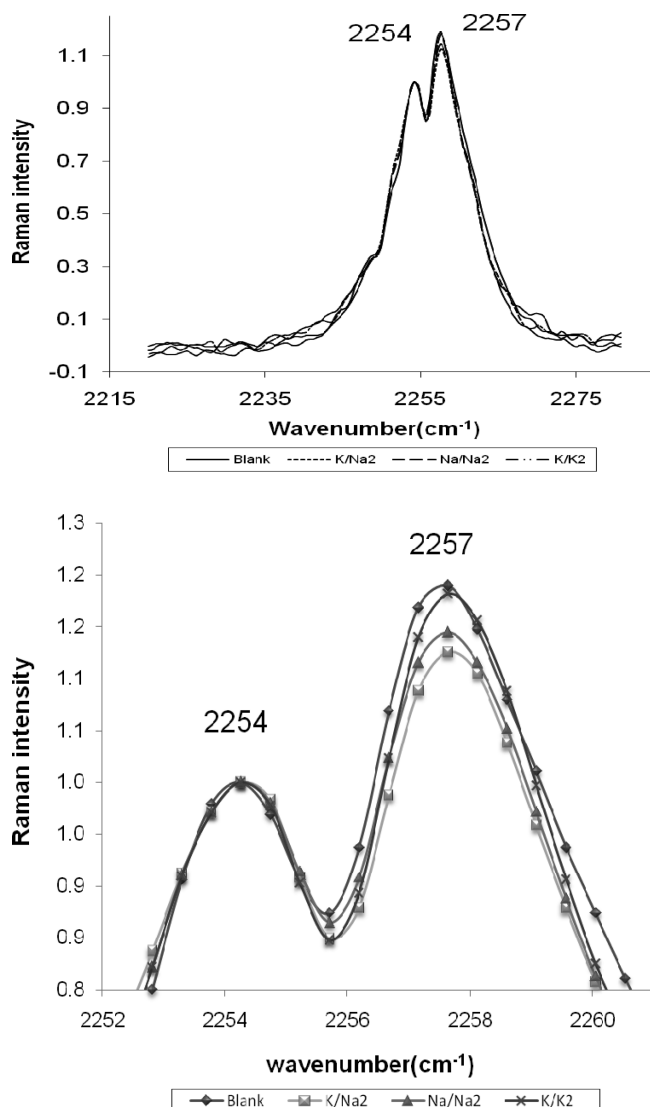 2254 2257
1.1
0.9
0.7
0.5
0.3
0.1
-0.1
Raman intensity
2215 2235 2255 2275
Wavenumber(cm-1)
Blank K/Na2 Na/Na2 K/K2
1.3
1.2
1.2
1.1
1.1
1.0
1.0
0.9
0.9
0.8
2257
2254
Raman intensity
2252 2254 2256 2258 2260
wavenumber(cm-1)
Blank K/Na2 Na/Na2 K/K2